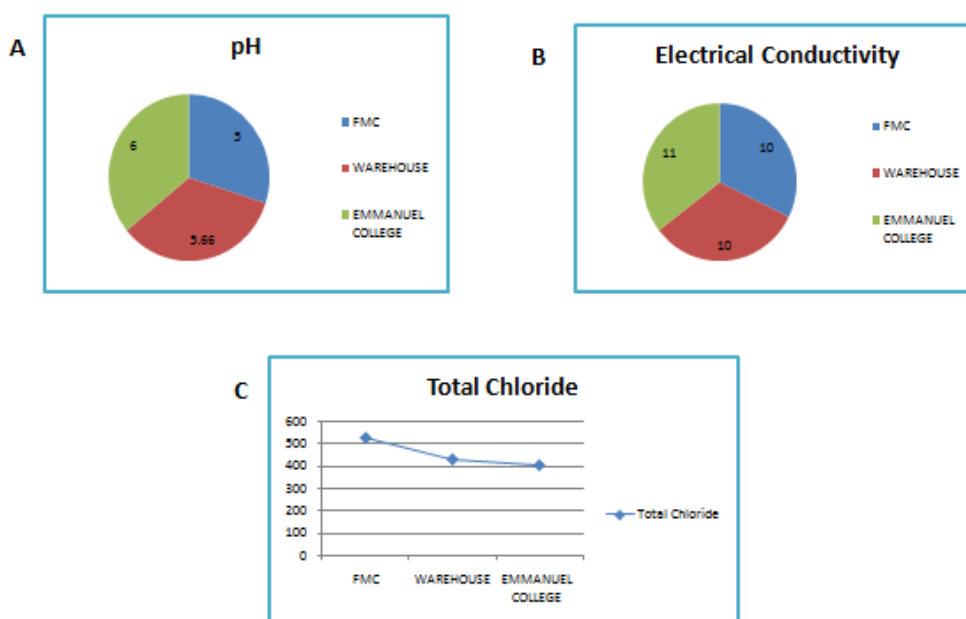 A
pH
5
5.66
6
FMC
WAREHOUSE
EMMANUEL
COLLEGE
B
Electrical Conductivity
10
10
11
FMC
WAREHOUSE
EMMANUEL
COLLEGE
C
Total Chloride
600
500
400
300
200
100
0
FMC WAREHOUSE EMMANUEL
COLLEGE
Total Chloride